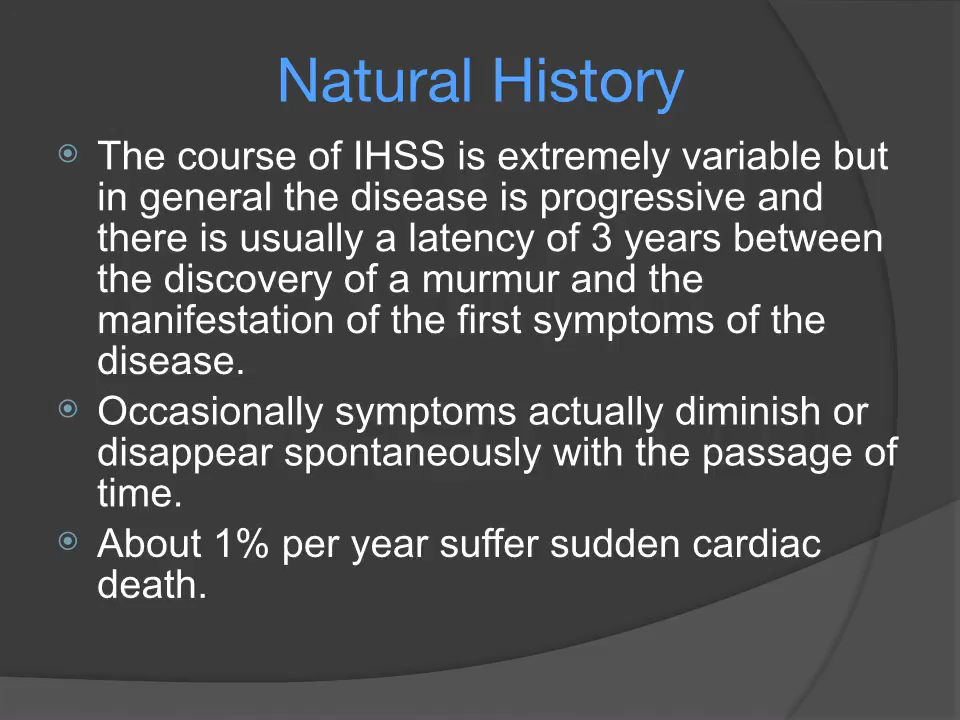 Natural History
The course of IHSS is extremely variable but
in general the disease is progressive and
there is usually a latency of 3 years between
the discovery of a murmur and the
manifestation of the first symptoms of the
disease.
Occasionally symptoms actually diminish or
disappear spontaneously with the passage of
time.
About 1% per year suffer sudden cardiac
death.